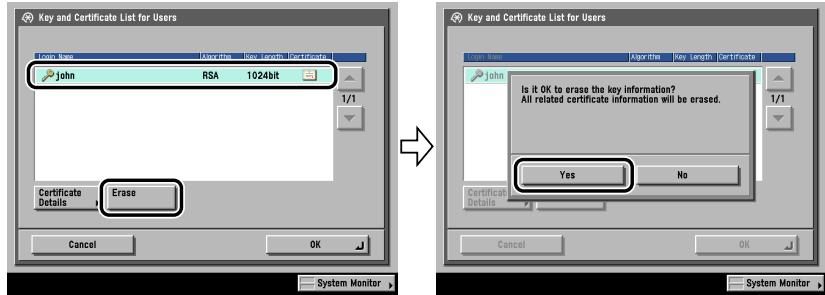 Key and Certificate List for Users
Login Name Algorithm Key Length Certificate
john RSA 1024bit
1/1
Certificate Details Erase
Cancel OK
System Monitor
Key and Certificate List for Users
Login Name Algorithm Key Length Certificate
john
Is it OK to erase the key information?
All related certificate information will be erased.
1/1
Yes No
Details
Cancel OK
System Monitor